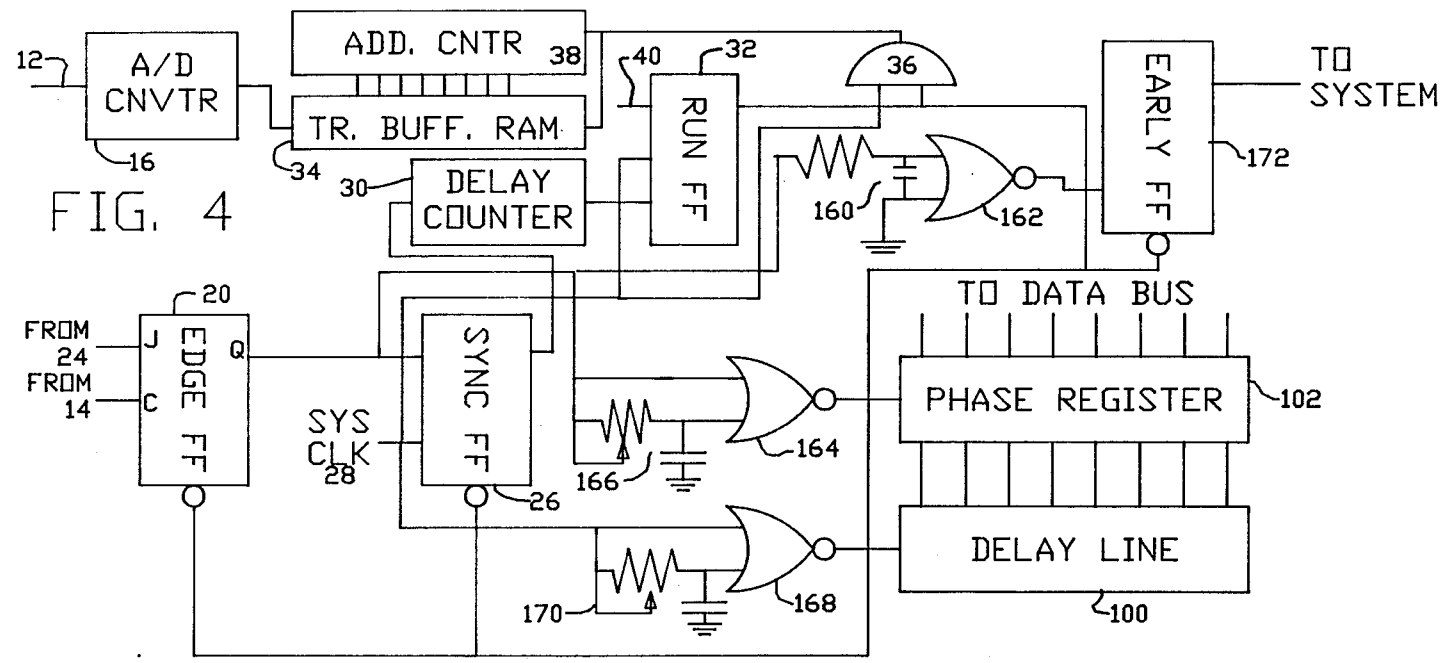 12
A/D
CNVTR
16
ADD. CNTR
38
TR. BUFF. RAM
34
40
32
RUN FF
36
EARLY FF
172
TO
SYSTEM
30
DELAY
COUNTER
160
162
FIG. 4
20
FROM
24
FROM
14
J
C
Q
EDGE FF
SYS
CLK
28
SYNC FF
26
166
164
TO DATA BUS
PHASE REGISTER
102
170
168
DELAY LINE
100